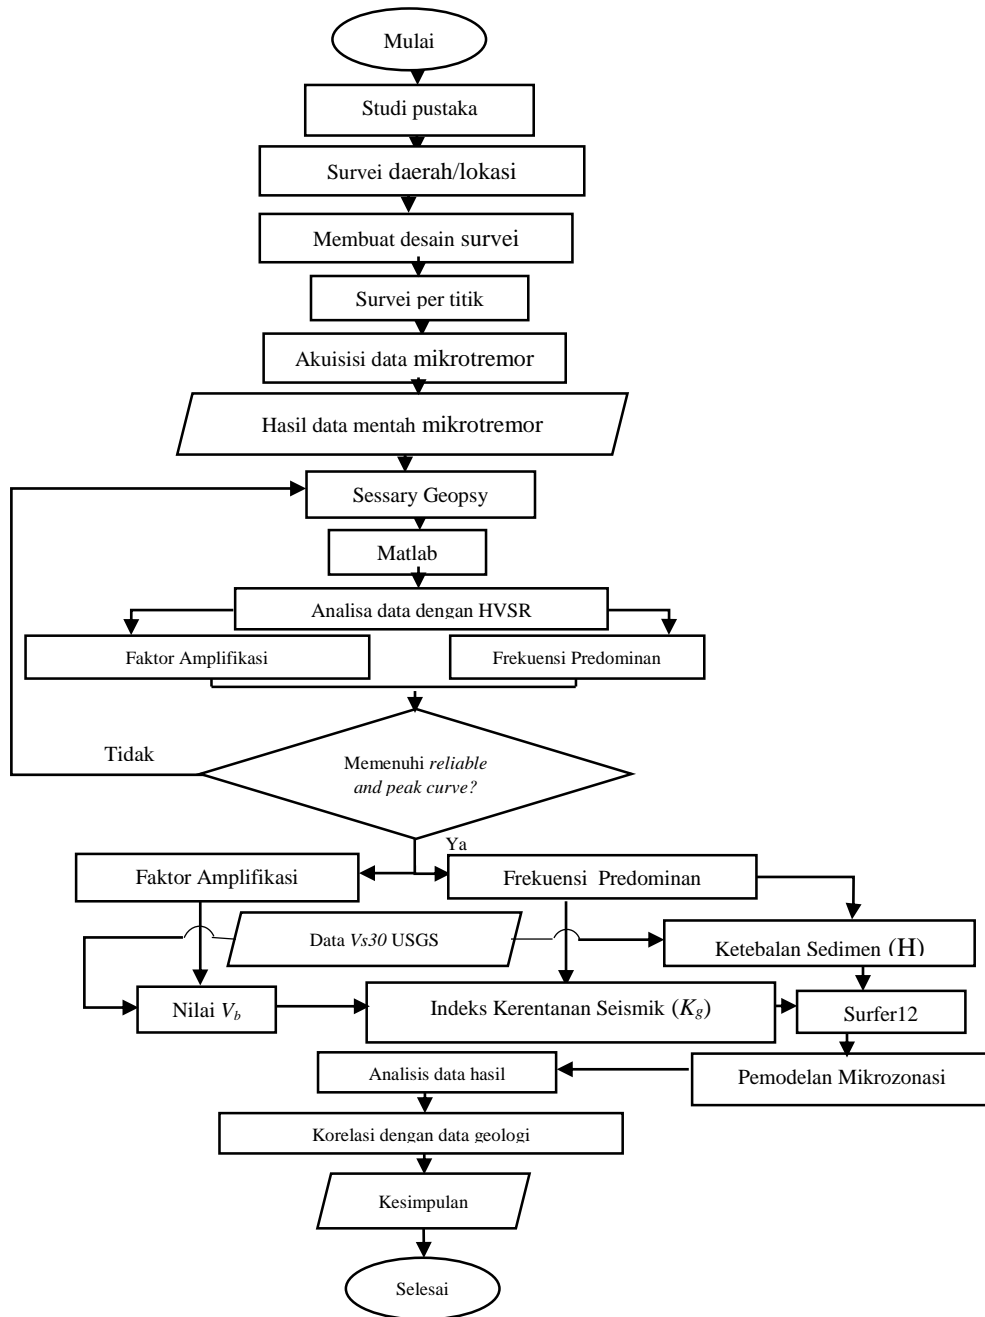 Mulai
Studi pustaka
Survei daerah/lokasi
Membuat desain survei
Survei per titik
Akuisisi data mikrotremor
Hasil data mentah mikrotremor
Sessary Geopsy
Matlab
Analisa data dengan HVSR
Faktor Amplifikasi
Frekuensi Predominan
Tidak
Memenuhi reliable
and peak curve?
Ya
Faktor Amplifikasi
Frekuensi Predominan
Data Vs30 USGS
Ketebalan Sedimen (H)
Nilai Vb
Indeks Kerentanan Seismik (Kg)
Surfer12
Analisis data hasil
Pemodelan Mikrozonasi
Korelasi dengan data geologi
Kesimpulan
Selesai